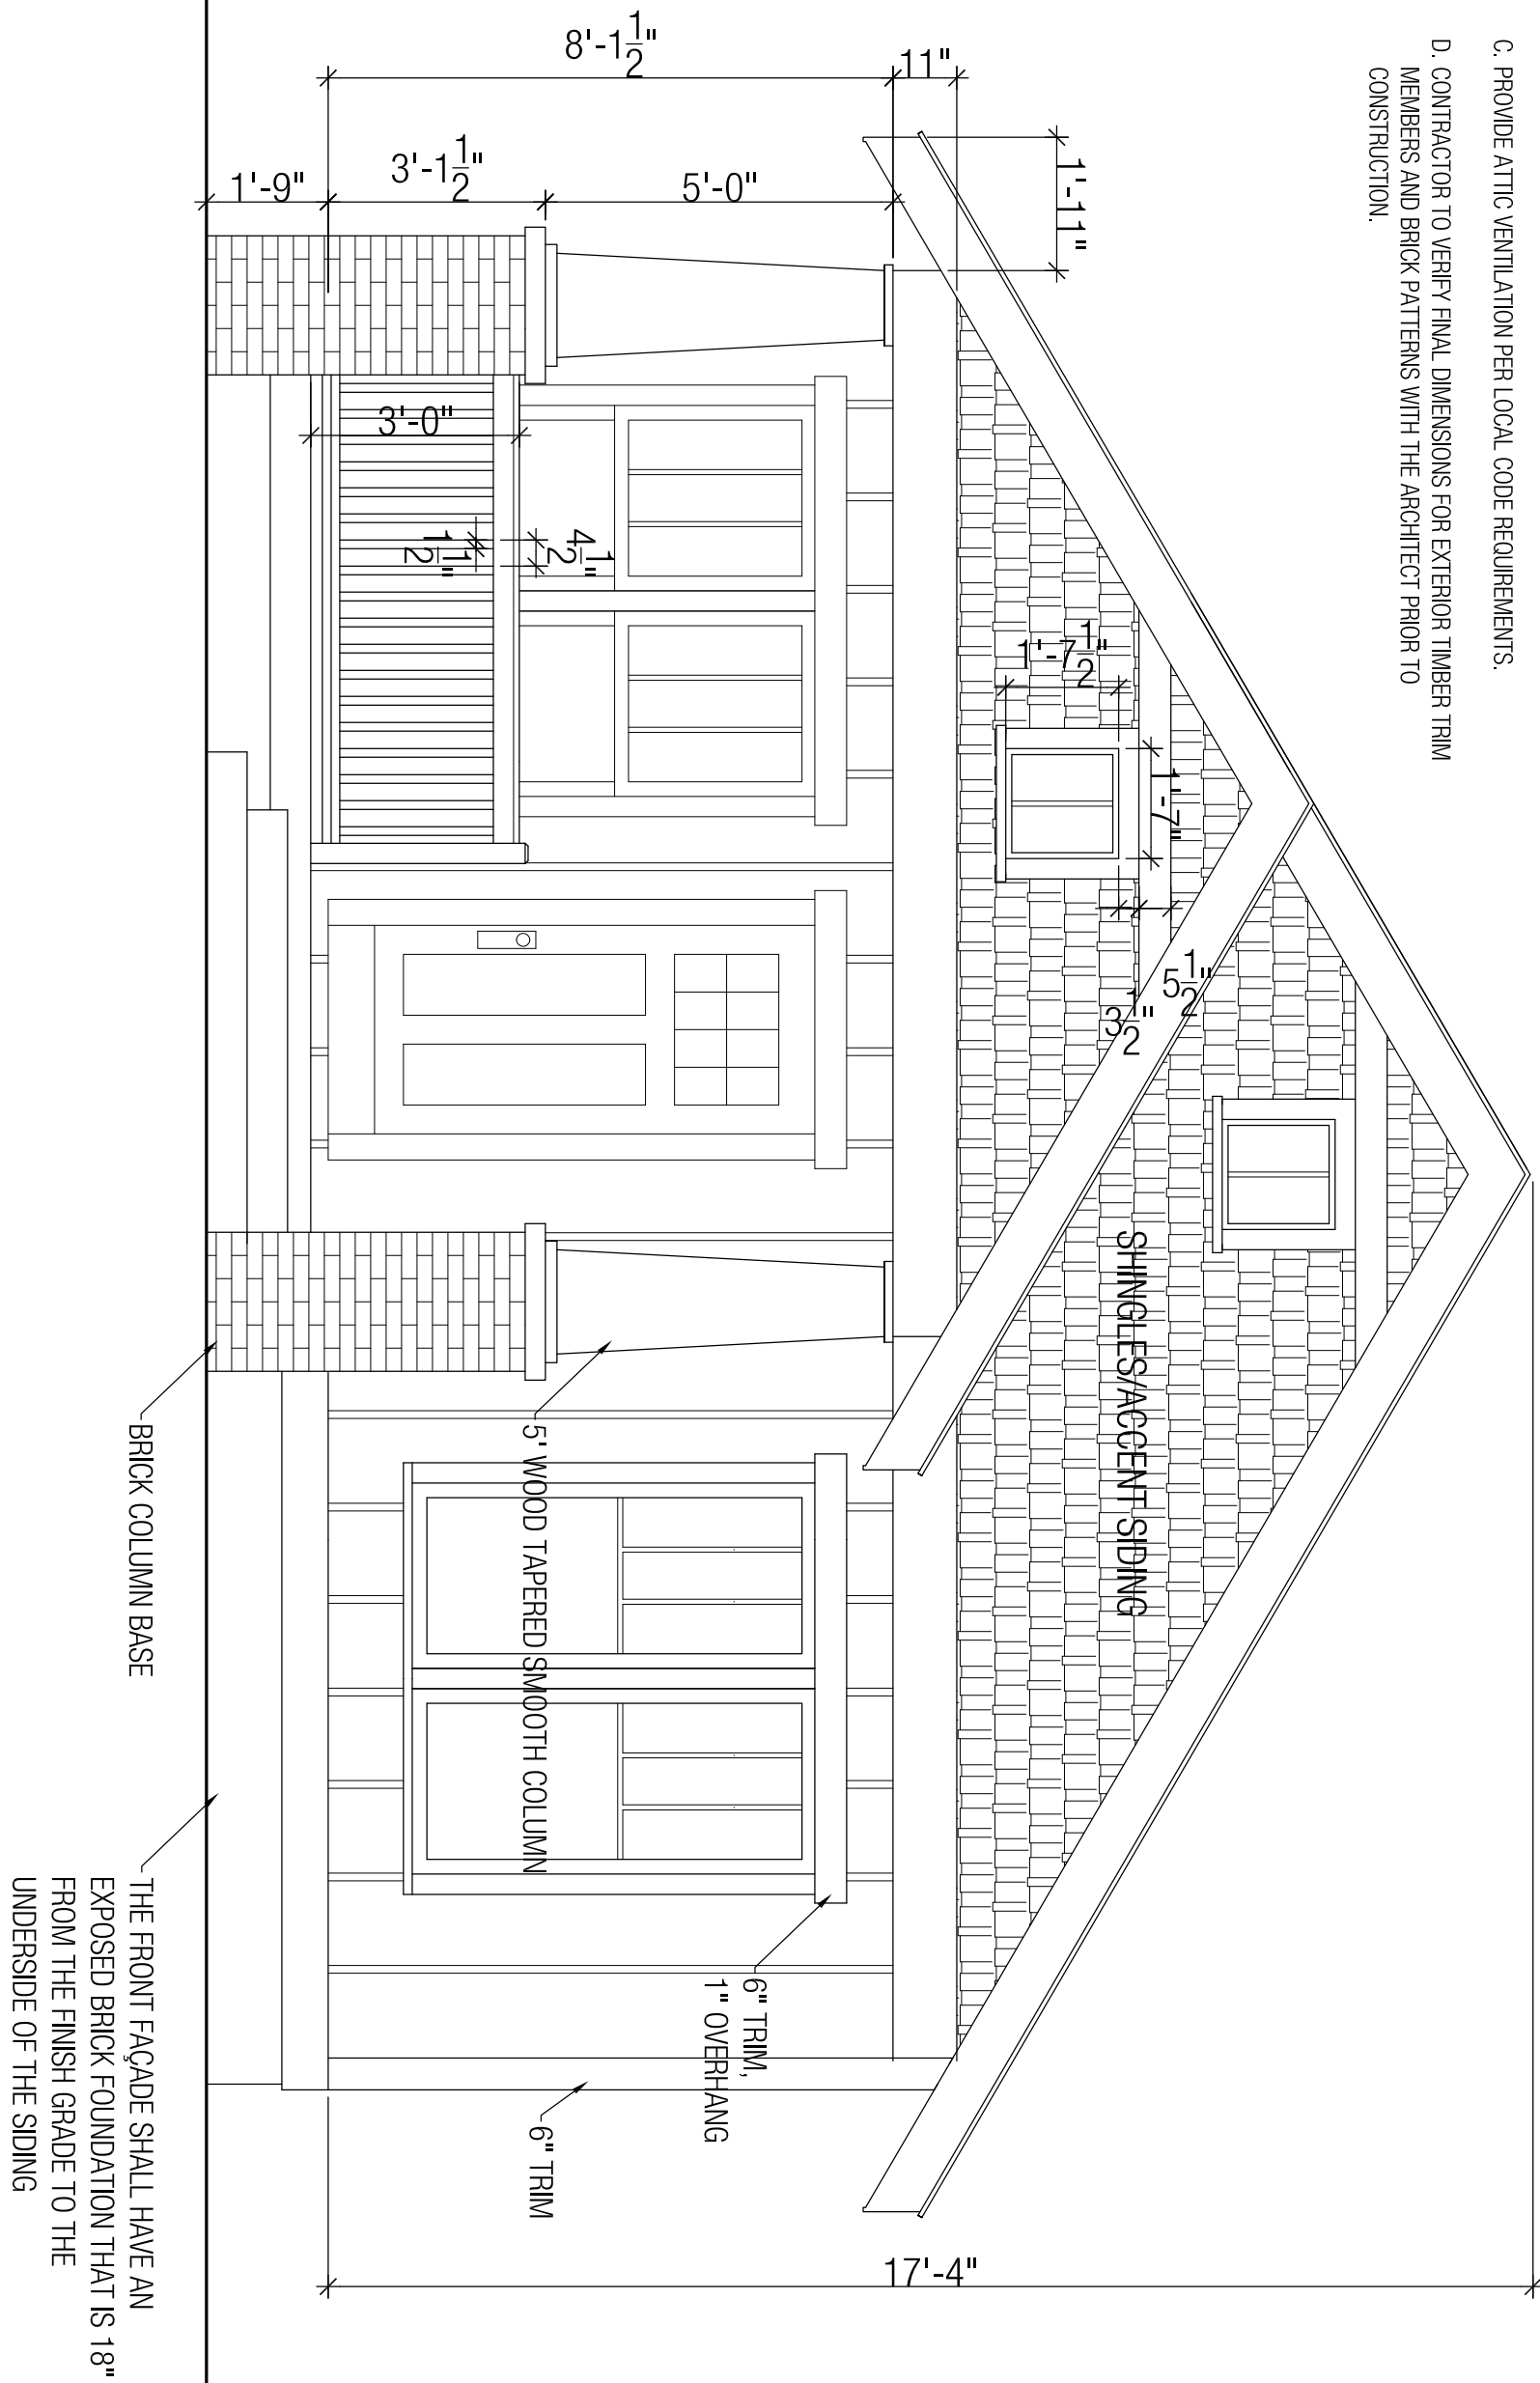 C. PROVIDE ATTIC VENTILATION PER LOCAL CODE REQUIREMENTS.
D. CONTRACTOR TO VERIFY FINAL DIMENSIONS FOR EXTERIOR TIMBER TRIM
MEMBERS AND BRICK PATTERNS WITH THE ARCHITECT PRIOR TO
CONSTRUCTION.
8'-1 1/2"
11"
1'-9"
3'-1 1/2"
5'-0"
1'-11"
3'-0"
1 1/2"
4 1/2"
1'-7 1/2"
1'-7"
5 1/2"
3 1/2"
SHINGLES/ACCENT SIDING
5' WOOD TAPERED SMOOTH COLUMN
BRICK COLUMN BASE
6" TRIM,
1" OVERHANG
6" TRIM
THE FRONT FAÇADE SHALL HAVE AN
EXPOSED BRICK FOUNDATION THAT IS 18"
FROM THE FINISH GRADE TO THE
UNDERSIDE OF THE SIDING
17'-4"